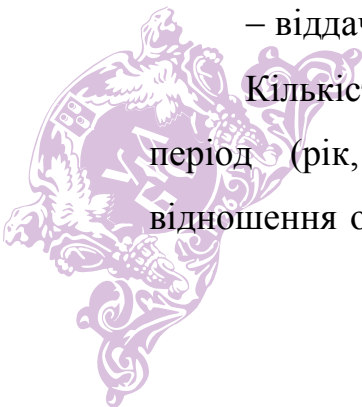 – віддач
Кількіс
період (рік,
відношення о